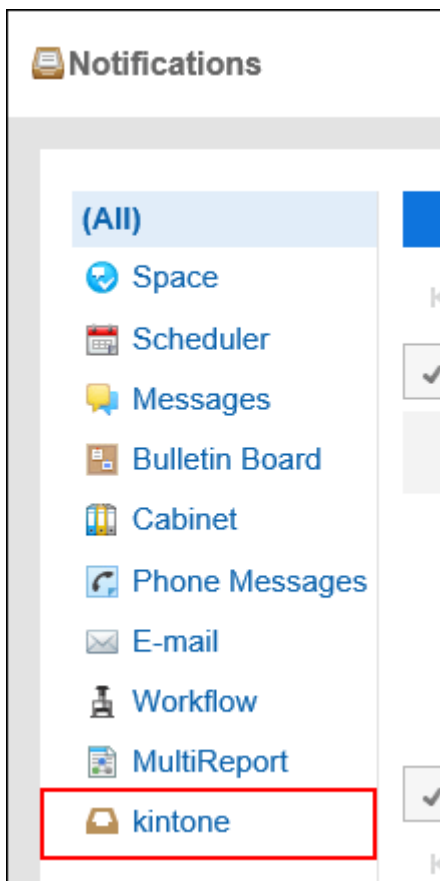 Notifications
(All)
Space
Scheduler
Messages
Bulletin Board
Cabinet
Phone Messages
E-mail
Workflow
MultiReport
kintone